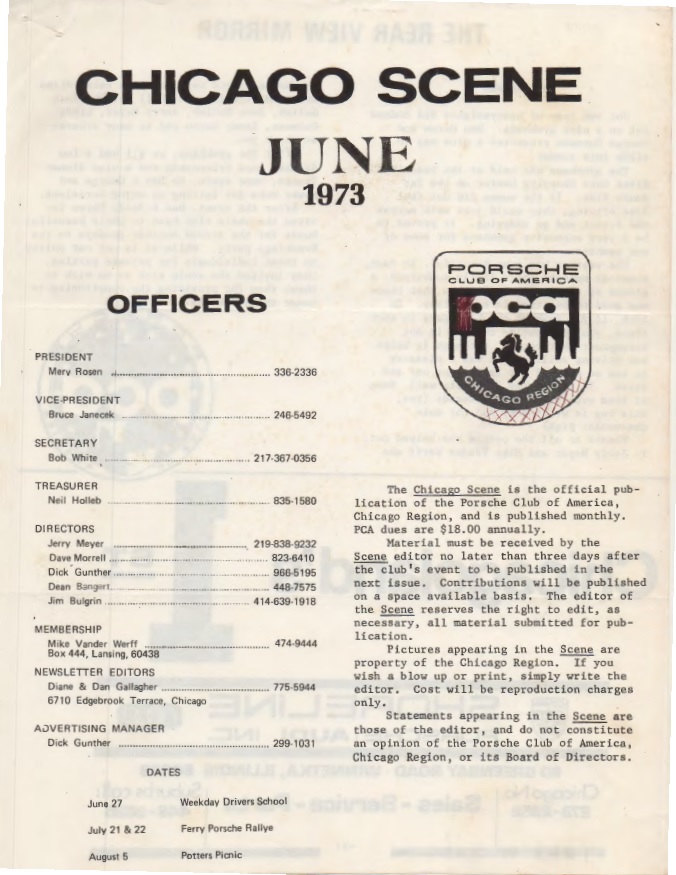 CHICAGO SCENE
JUNE
1973
PORSCHE
CLUB OF AMERICA
pca
CHICAGO REGION
OFFICERS
PRESIDENT
Merv Rosen ........ 336-2336
VICE-PRESIDENT
Bruce Janecek ........ 246-5492
SECRETARY
Bob White ........ 217-367-0356
TREASURER
Neil Holleb ........ 835-1580
DIRECTORS
Jerry Meyer ........ 219-838-9232
Dave Morrell ........ 823-6410
Dick Gunther ........ 966-5195
Dean Bangert ........ 448-7575
Jim Bulgrin ........ 414-639-1918
MEMBERSHIP
Mike Vander Werff ........ 474-9444
Box 444, Lansing, 60438
NEWSLETTER EDITORS
Diane & Dan Gallagher ........ 775-5944
6710 Edgebrook Terrace, Chicago
ADVERTISING MANAGER
Dick Gunther ........ 299-1031
DATES
June 27 Weekday Drivers School
July 21 & 22 Ferry Porsche Rallye
August 5 Potters Picnic
The Chicago Scene is the official pub-
lication of the Porsche Club of America,
Chicago Region, and is published monthly.
PCA dues are $18.00 annually.
Material must be received by the
Scene editor no later than three days after
the club's event to be published in the
next issue. Contributions will be published
on a space available basis. The editor of
the Scene reserves the right to edit, as
necessary, all material submitted for pub-
lication.
Pictures appearing in the Scene are
property of the Chicago Region. If you
wish a blow up or print, simply write the
editor. Cost will be reproduction charges
only.
Statements appearing in the Scene are
those of the editor, and do not constitute
an opinion of the Porsche Club of America,
Chicago Region, or its Board of Directors.